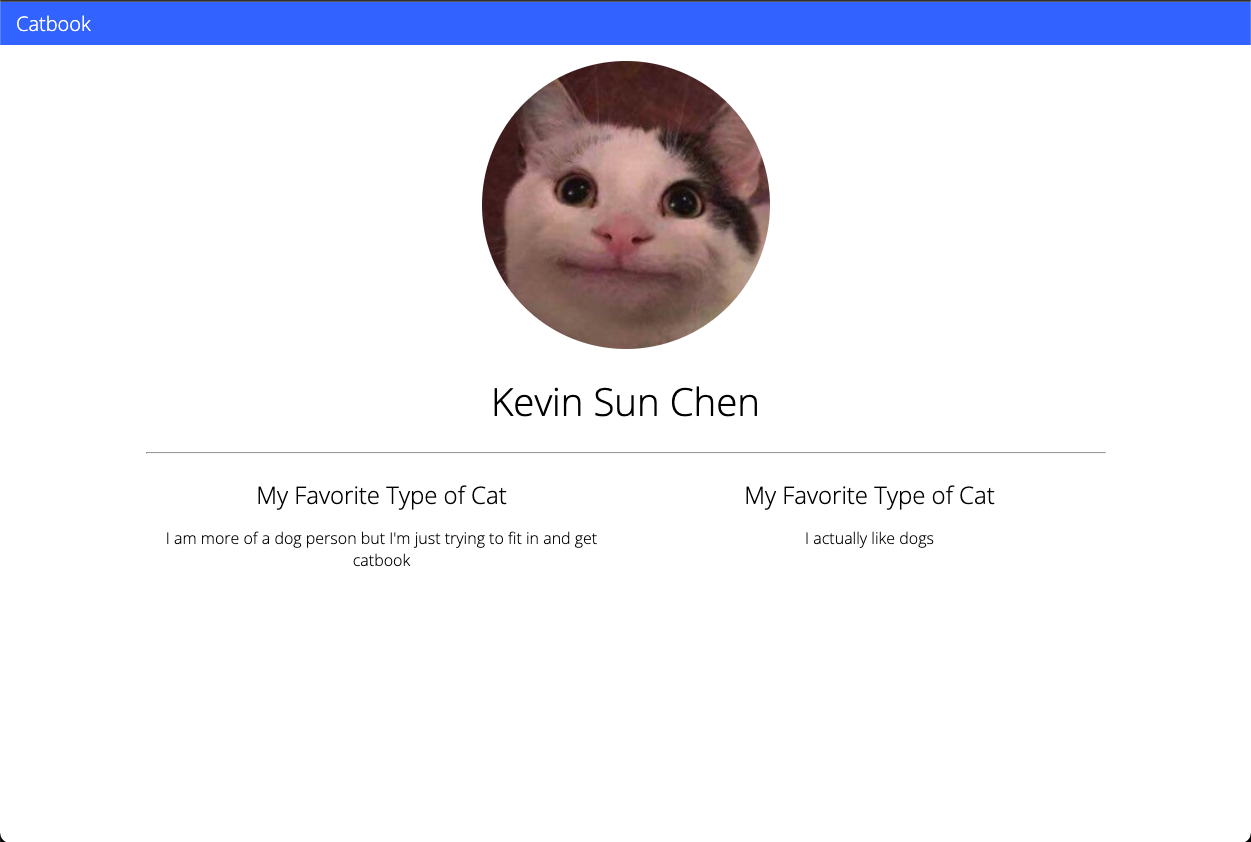 Catbook
Kevin Sun Chen
My Favorite Type of Cat
I am more of a dog person but I'm just trying to fit in and get
catbook
My Favorite Type of Cat
I actually like dogs